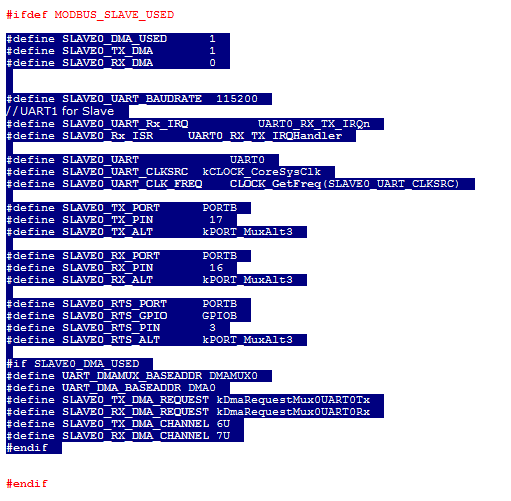 #ifdef MODBUS_SLAVE_USED
#define SLAVE0_DMA_USED 1
#define SLAVE0_TX_DMA 1
#define SLAVE0_RX_DMA 0
#define SLAVE0_UART_BAUDRATE 115200
//UART1 for Slave
#define SLAVE0_UART_Rx_IRQ UART0_RX_TX_IRQn
#define SLAVE0_Rx_ISR UART0_RX_TX_IRQHandler
#define SLAVE0_UART UART0
#define SLAVE0_UART_CLKSRC kCLOCK_CoreSysClk
#define SLAVE0_UART_CLK_FREQ CLOCK_GetFreq(SLAVE0_UART_CLKSRC)
#define SLAVE0_TX_PORT PORTB
#define SLAVE0_TX_PIN 17
#define SLAVE0_TX_ALT kPORT_MuxAlt3
#define SLAVE0_RX_PORT PORTB
#define SLAVE0_RX_PIN 16
#define SLAVE0_RX_ALT kPORT_MuxAlt3
#define SLAVE0_RTS_PORT PORTB
#define SLAVE0_RTS_GPIO GPIOB
#define SLAVE0_RTS_PIN 3
#define SLAVE0_RTS_ALT kPORT_MuxAlt3
#if SLAVE0_DMA_USED
#define UART_DMAMUX_BASEADDR DMAMUX0
#define UART_DMA_BASEADDR DMA0
#define SLAVE0_TX_DMA_REQUEST kDmaRequestMux0UART0Tx
#define SLAVE0_RX_DMA_REQUEST kDmaRequestMux0UART0Rx
#define SLAVE0_TX_DMA_CHANNEL 6U
#define SLAVE0_RX_DMA_CHANNEL 7U
#endif
#endif